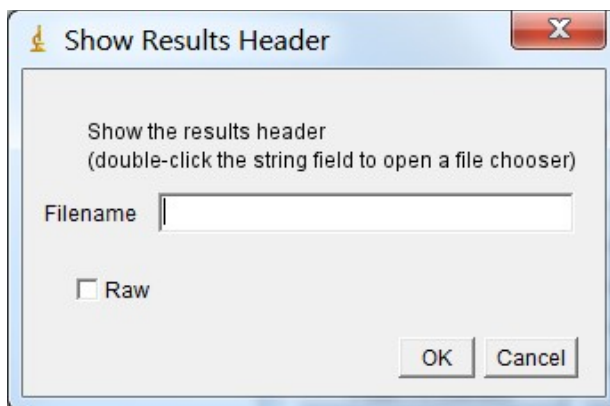 Show Results Header
Show the results header
(double-click the string field to open a file chooser)
Filename
Raw
OK Cancel